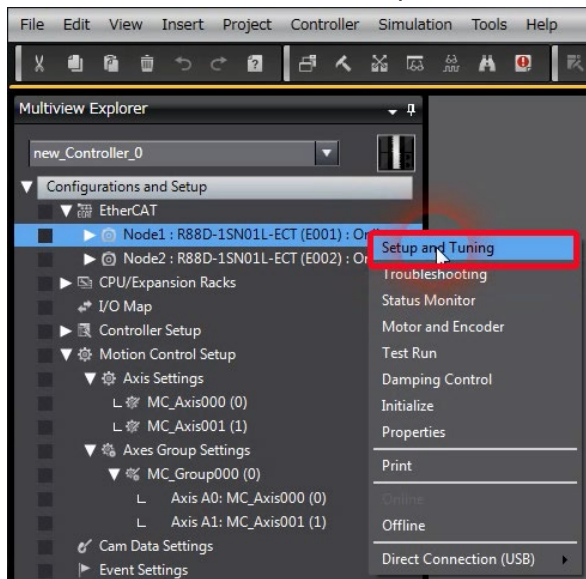 File Edit View Insert Project Controller Simulation Tools Help
Multiview Explorer
new_Controller_0
Configurations and Setup
EtherCAT
Node1 : R88D-1SN01L-ECT (E001) :
Node2 : R88D-1SN01L-ECT (E002) :
CPU/Expansion Racks
I/O Map
Controller Setup
Motion Control Setup
Axis Settings
MC_Axis000 (0)
MC_Axis001 (1)
Axes Group Settings
MC_Group000 (0)
Axis A0: MC_Axis000 (0)
Axis A1: MC_Axis001 (1)
Cam Data Settings
Event Settings
Setup and Tuning
Troubleshooting
Status Monitor
Motor and Encoder
Test Run
Damping Control
Initialize
Properties
Print
Online
Offline
Direct Connection (USB)